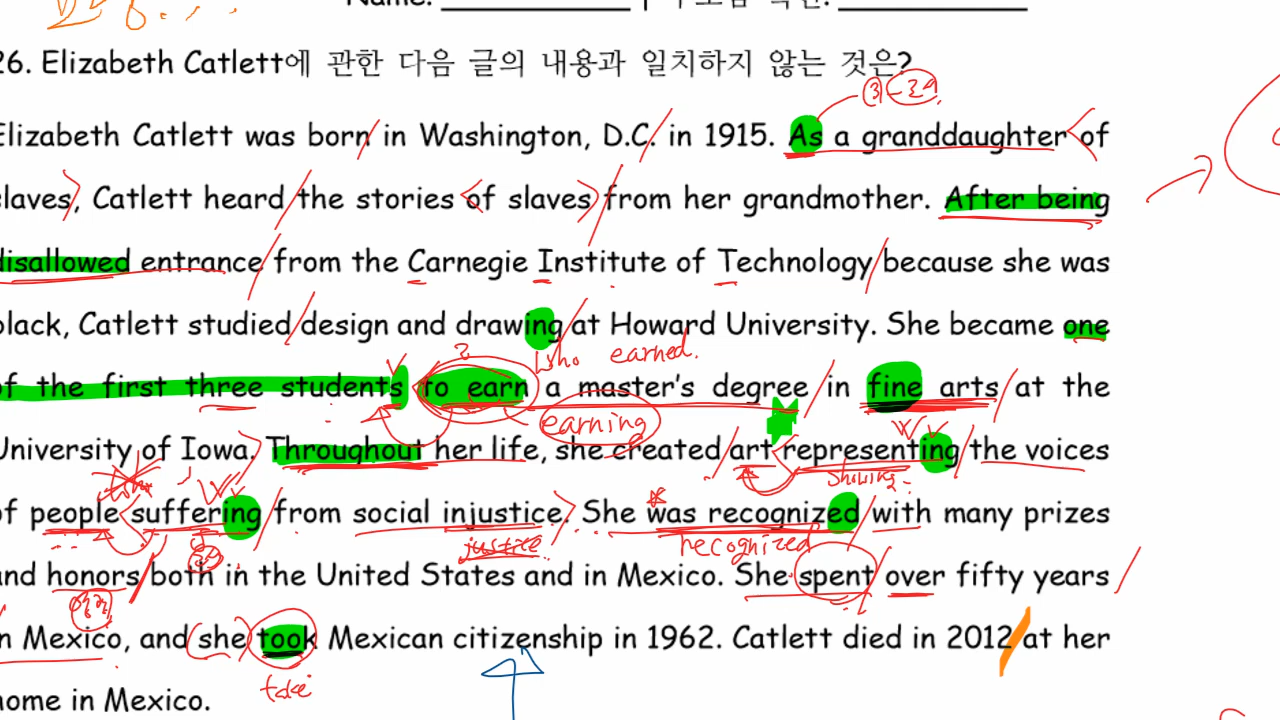 Name:
26. Elizabeth Catlett에 관한 다음 글의 내용과 일치하지 않는 것은?
Elizabeth Catlett was born in Washington, D.C. in 1915. As a granddaughter of
slaves, Catlett heard the stories of slaves from her grandmother. After being
disallowed entrance from the Carnegie Institute of Technology because she was
black, Catlett studied design and drawing at Howard University. She became one
who earned.
of the first three students to earn a master's degree in fine arts at the
earning
University of Iowa. Throughout her life, she created art representing the voices
showing
of people suffering from social injustice. She was recognized with many prizes
justice
recognized
and honors both in the United States and in Mexico. She spent over fifty years
in Mexico, and she took Mexican citizenship in 1962. Catlett died in 2012 at her
take
home in Mexico.